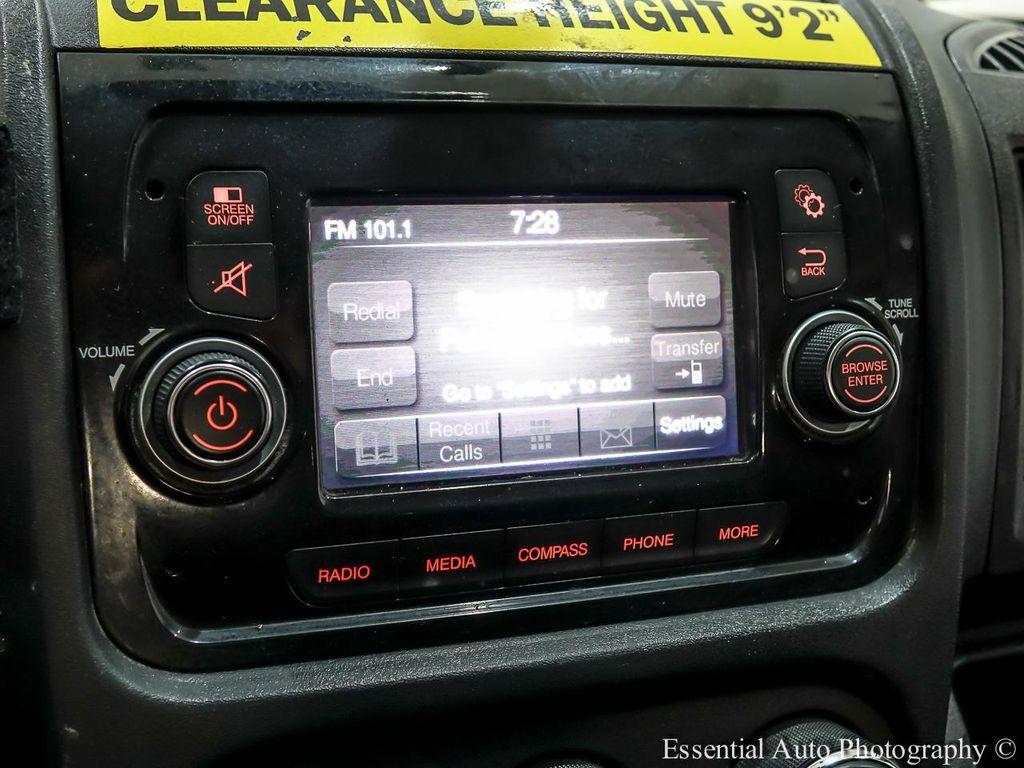 CLEARANCE HEIGHT 9'2"
SCREEN
ON/OFF
FM 101.1
7:28
BACK
VOLUME
TUNE
SCROLL
Redial
for
Mute
BROWSE
ENTER
Transfer
End
Go to "Settings" to add
Recent
Calls
Settings
RADIO
MEDIA
COMPASS
PHONE
MORE
Essential Auto Photography ©